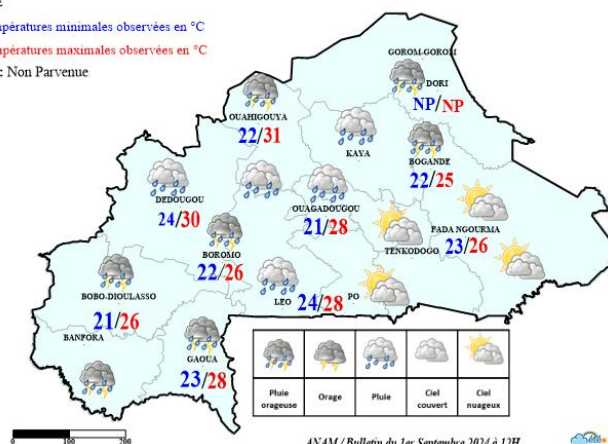 mpératures minimales observées en °C
mpératures maximales observées en °C
: Non Parvenue
GOROM-GOROM
DORI
NP/NP
OUAHIGOUYA
22/31
KAYA
BOGANDE
22/25
DEDOUGOU
24/30
OUAGADOUGOU
21/28
BOROMO
22/26
TENKODOGO
FADA NGOURMA
23/26
BOBO-DIOULASSO
21/26
LEO
24/28
PO
BANFORA
GAOUA
23/28
Pluie orageuse
Orage
Pluie
Ciel couvert
Ciel nuageux
100
200
ANAM / Bulletin du 1er Septembre 2024 à 12H